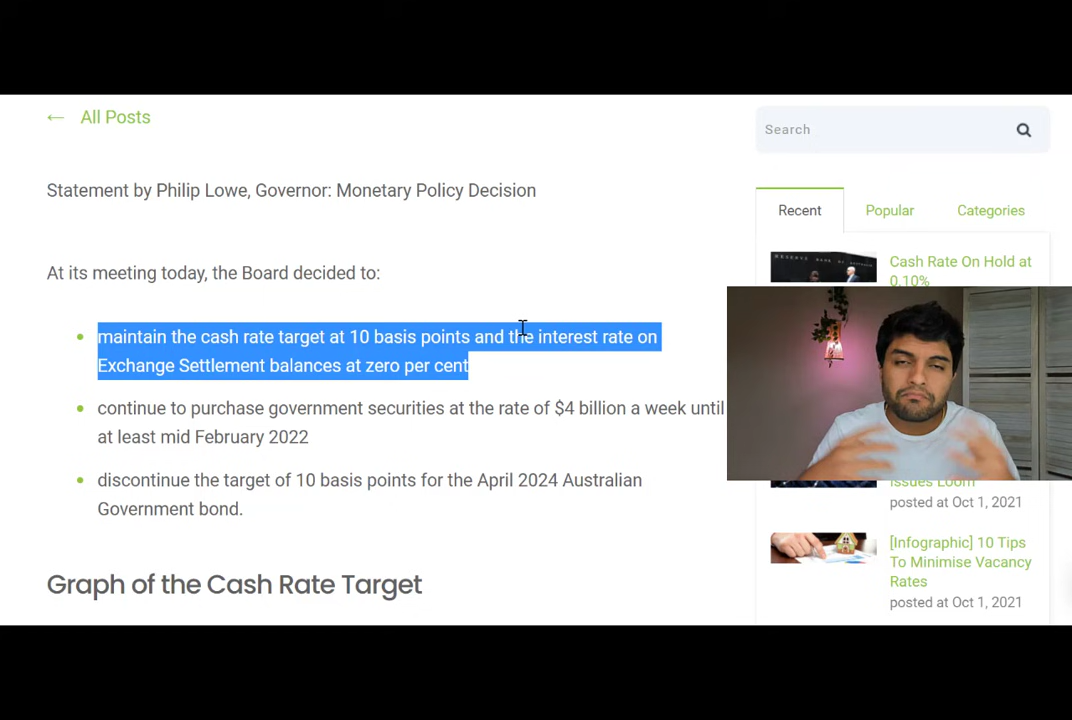 ← All Posts
Search
Statement by Philip Lowe, Governor: Monetary Policy Decision
Recent
Popular
Categories
At its meeting today, the Board decided to:
Cash Rate On Hold at
0.10%
maintain the cash rate target at 10 basis points and the interest rate on
Exchange Settlement balances at zero per cent
continue to purchase government securities at the rate of $4 billion a week until
at least mid February 2022
discontinue the target of 10 basis points for the April 2024 Australian
Government bond.
Issues Loom
posted at Oct 1, 2021
[Infographic] 10 Tips
To Minimise Vacancy
Rates
posted at Oct 1, 2021
Graph of the Cash Rate Target